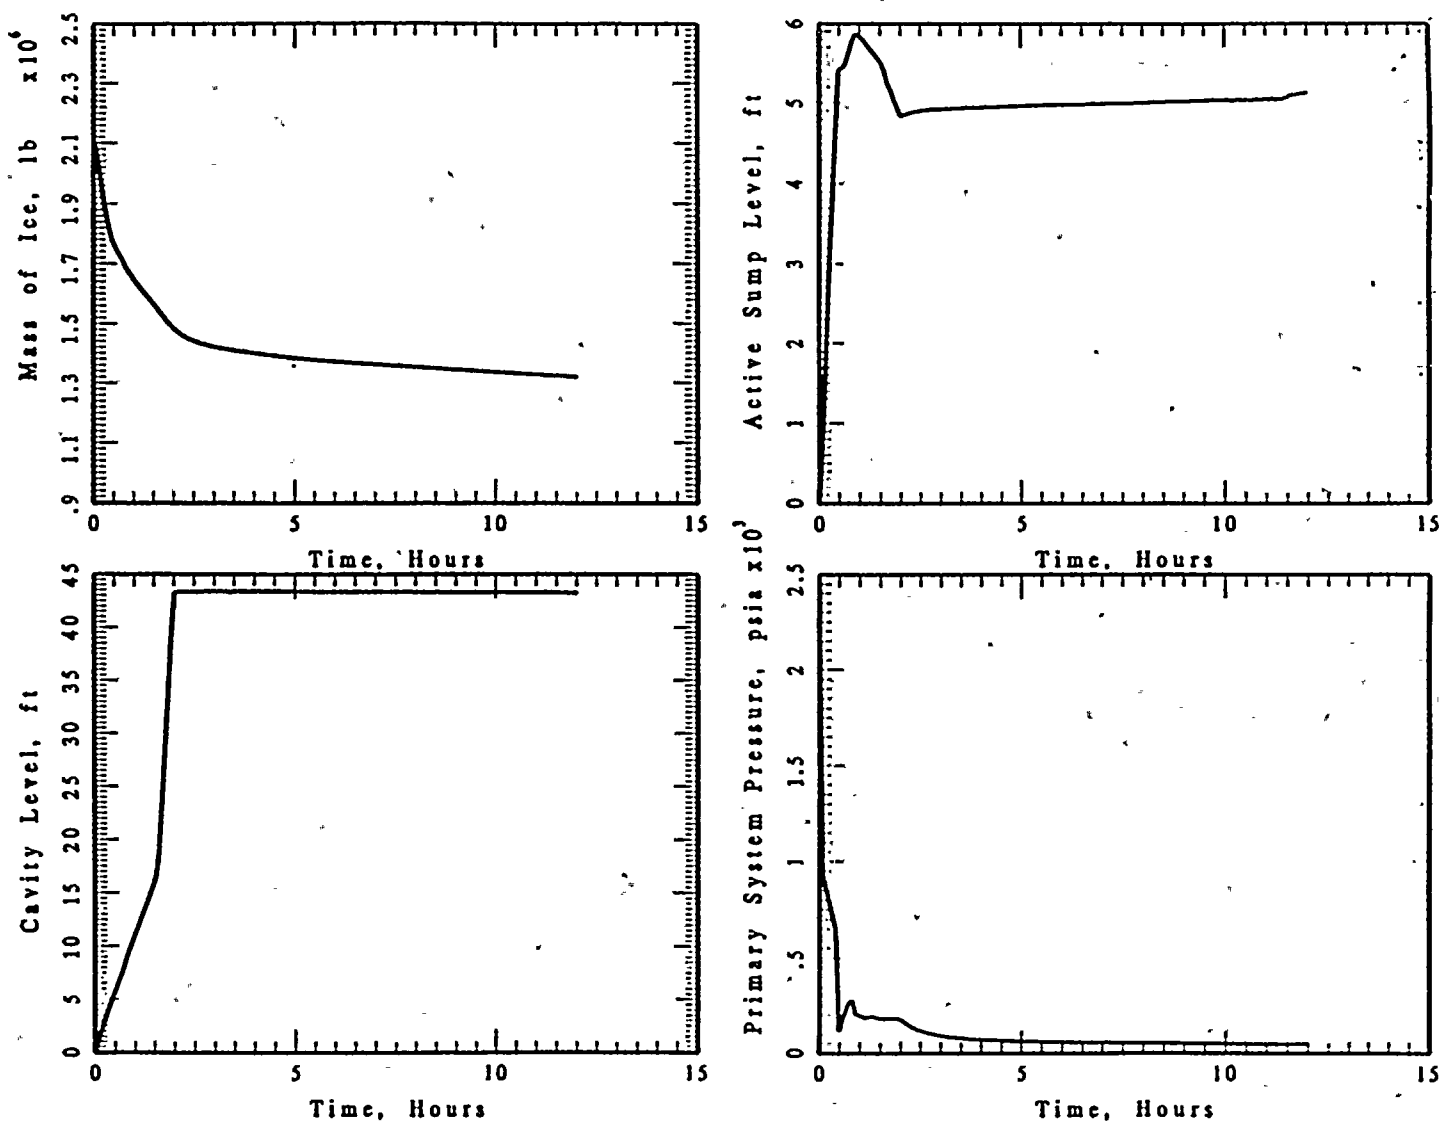 Mass of Ice, lb x10⁶
2.5
2.3
2.1
1.9
1.7
1.5
1.3
1.1
.9
0 5 10 15
Time, Hours
Active Sump Level, ft
6
5
4
3
2
1
0
0 5 10 15
Time, Hours
Cavity Level, ft
45
40
35
30
25
20
15
10
5
0
0 5 10 15
Time, Hours
Primary System Pressure, psia x10³
2.5
2
1.5
1
.5
0
0 5 10 15
Time, Hours